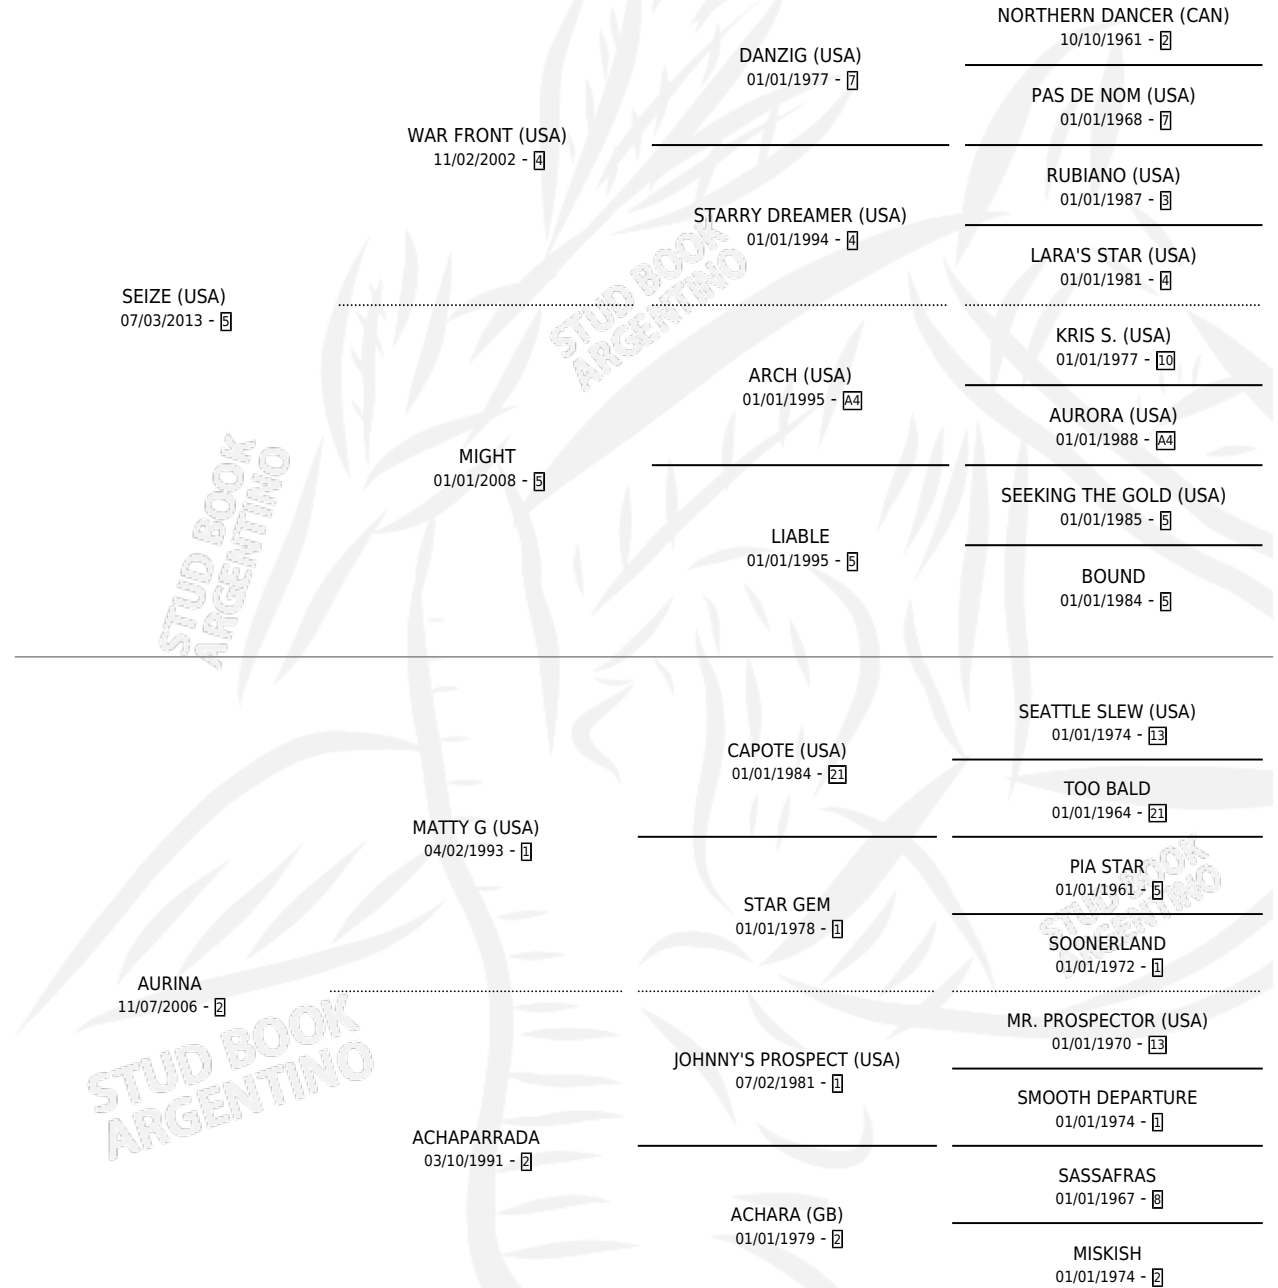 NORTHERN DANCER (CAN)
10/10/1961 - 2
DANZIG (USA)
01/01/1977 - 7
PAS DE NOM (USA)
01/01/1968 - 7
WAR FRONT (USA)
11/02/2002 - 4
RUBIANO (USA)
01/01/1987 - 3
STARRY DREAMER (USA)
01/01/1994 - 4
LARA'S STAR (USA)
01/01/1981 - 4
SEIZE (USA)
07/03/2013 - 5
KRIS S. (USA)
01/01/1977 - 10
ARCH (USA)
01/01/1995 - A4
AURORA (USA)
01/01/1988 - A4
MIGHT
01/01/2008 - 5
SEEKING THE GOLD (USA)
01/01/1985 - 5
LIABLE
01/01/1995 - 5
BOUND
01/01/1984 - 5
SEATTLE SLEW (USA)
01/01/1974 - 13
CAPOTE (USA)
01/01/1984 - 21
TOO BALD
01/01/1964 - 21
MATTY G (USA)
04/02/1993 - 1
PIA STAR
01/01/1961 - 5
STAR GEM
01/01/1978 - 1
SOONERLAND
01/01/1972 - 1
AURINA
11/07/2006 - 2
MR. PROSPECTOR (USA)
01/01/1970 - 13
JOHNNY'S PROSPECT (USA)
07/02/1981 - 1
SMOOTH DEPARTURE
01/01/1974 - 1
ACHAPARRADA
03/10/1991 - 2
SASSAFRAS
01/01/1967 - 8
ACHARA (GB)
01/01/1979 - 2
MISKISH
01/01/1974 - 2
STUD BOOK
ARGENTINO
STUD BOOK
ARGENTINO
STUD BOOK
ARGENTINO
STUD BOOK
ARGENTINO